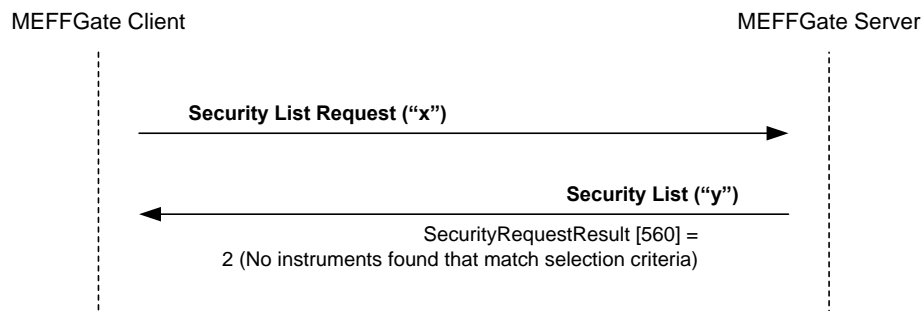 MEFFGate Client
MEFFGate Server
Security List Request (“x”)
Security List (“y”)
SecurityRequestResult [560] =
2 (No instruments found that match selection criteria)